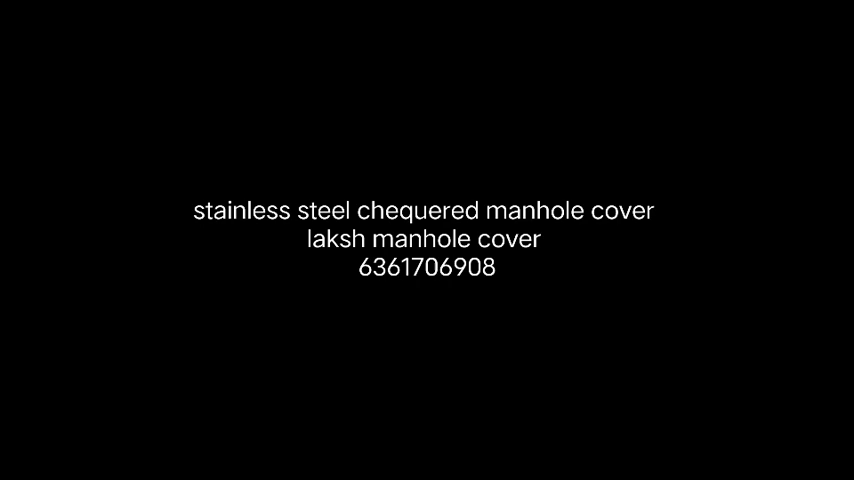 stainless steel chequered manhole cover
laksh manhole cover
6361706908